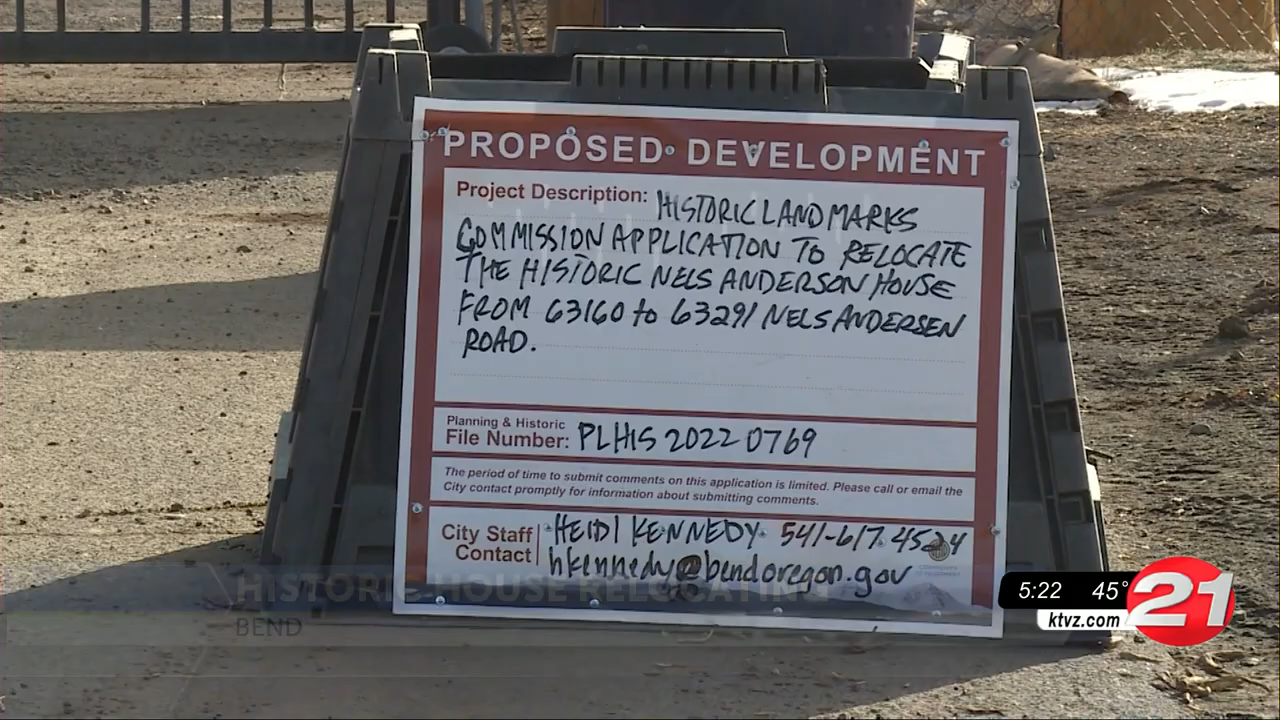 PROPOSED DEVELOPMENT
Project Description: HISTORIC LANDMARKS
COMMISSION APPLICATION TO RELOCATE
THE HISTORIC NELS ANDERSON HOUSE
FROM 63160 to 63291 NELS ANDERSEN
ROAD.
Planning & Historic
File Number: PLHIS 2022 0769
The period of time to submit comments on this application is limited. Please call or email the
City contact promptly for information about submitting comments.
City Staff
Contact
HEIDI KENNEDY 541-617-4524
hkennedy@bendoregon.gov
HISTORIC HOUSE RELOCATING
BEND
5:22 45°
ktvz.com
21